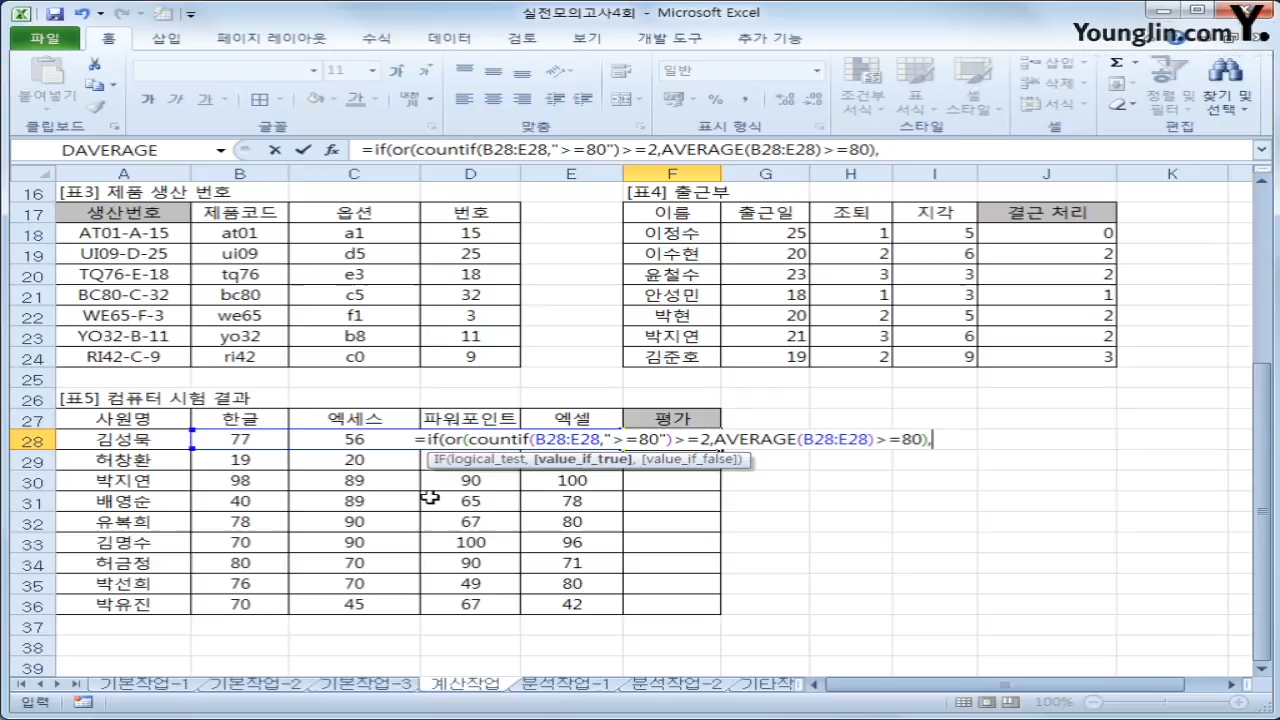 실전모의고사4회 - Microsoft Excel
Younglin.com Y.
파일 홈 삽입 페이지 레이아웃 수식 데이터 검토 보기 개발 도구 추가 기능
붙여넣기 11 가 가 일반 조건부 서식 표 서식 셀 스타일 삽입 삭제 서식 정렬 및 필터 찾기 및 선택
클립보드 글꼴 맞춤 표시 형식 스타일 셀 편집
DAVERAGE =if(or(countif(B28:E28,">=80")>=2,AVERAGE(B28:E28)>=80),
A B C D E F G H I J K
16 [표3] 제품 생산 번호 [표4] 출근부
17 생산번호 제품코드 옵션 번호 이름 출근일 조퇴 지각 결근 처리
18 AT01-A-15 at01 a1 15 이정수 25 1 5 0
19 UI09-D-25 ui09 d5 25 이수현 20 2 6 2
20 TQ76-E-18 tq76 e3 18 윤철수 23 3 3 2
21 BC80-C-32 bc80 c5 32 안성민 18 1 3 1
22 WE65-F-3 we65 f1 3 박현 20 2 5 2
23 YO32-B-11 yo32 b8 11 박지연 21 3 6 2
24 RI42-C-9 ri42 c0 9 김준호 19 2 9 3
25
26 [표5] 컴퓨터 시험 결과
27 사원명 한글 엑세스 파워포인트 엑셀 평가
28 김성묵 77 56 =if(or(countif(B28:E28,">=80")>=2,AVERAGE(B28:E28)>=80),
29 허창환 19 20 IF(logical_test, [value_if_true], [value_if_false])
30 박지연 98 89 90 100
31 배영순 40 89 65 78
32 유복희 78 90 67 80
33 김명수 70 90 100 96
34 허금정 80 70 90 71
35 박선희 76 70 49 80
36 박유진 70 45 67 42
37
38
39
기본작업-1 기본작업-2 기본작업-3 계산작업 분석작업-1 분석작업-2 기타작
입력 100%